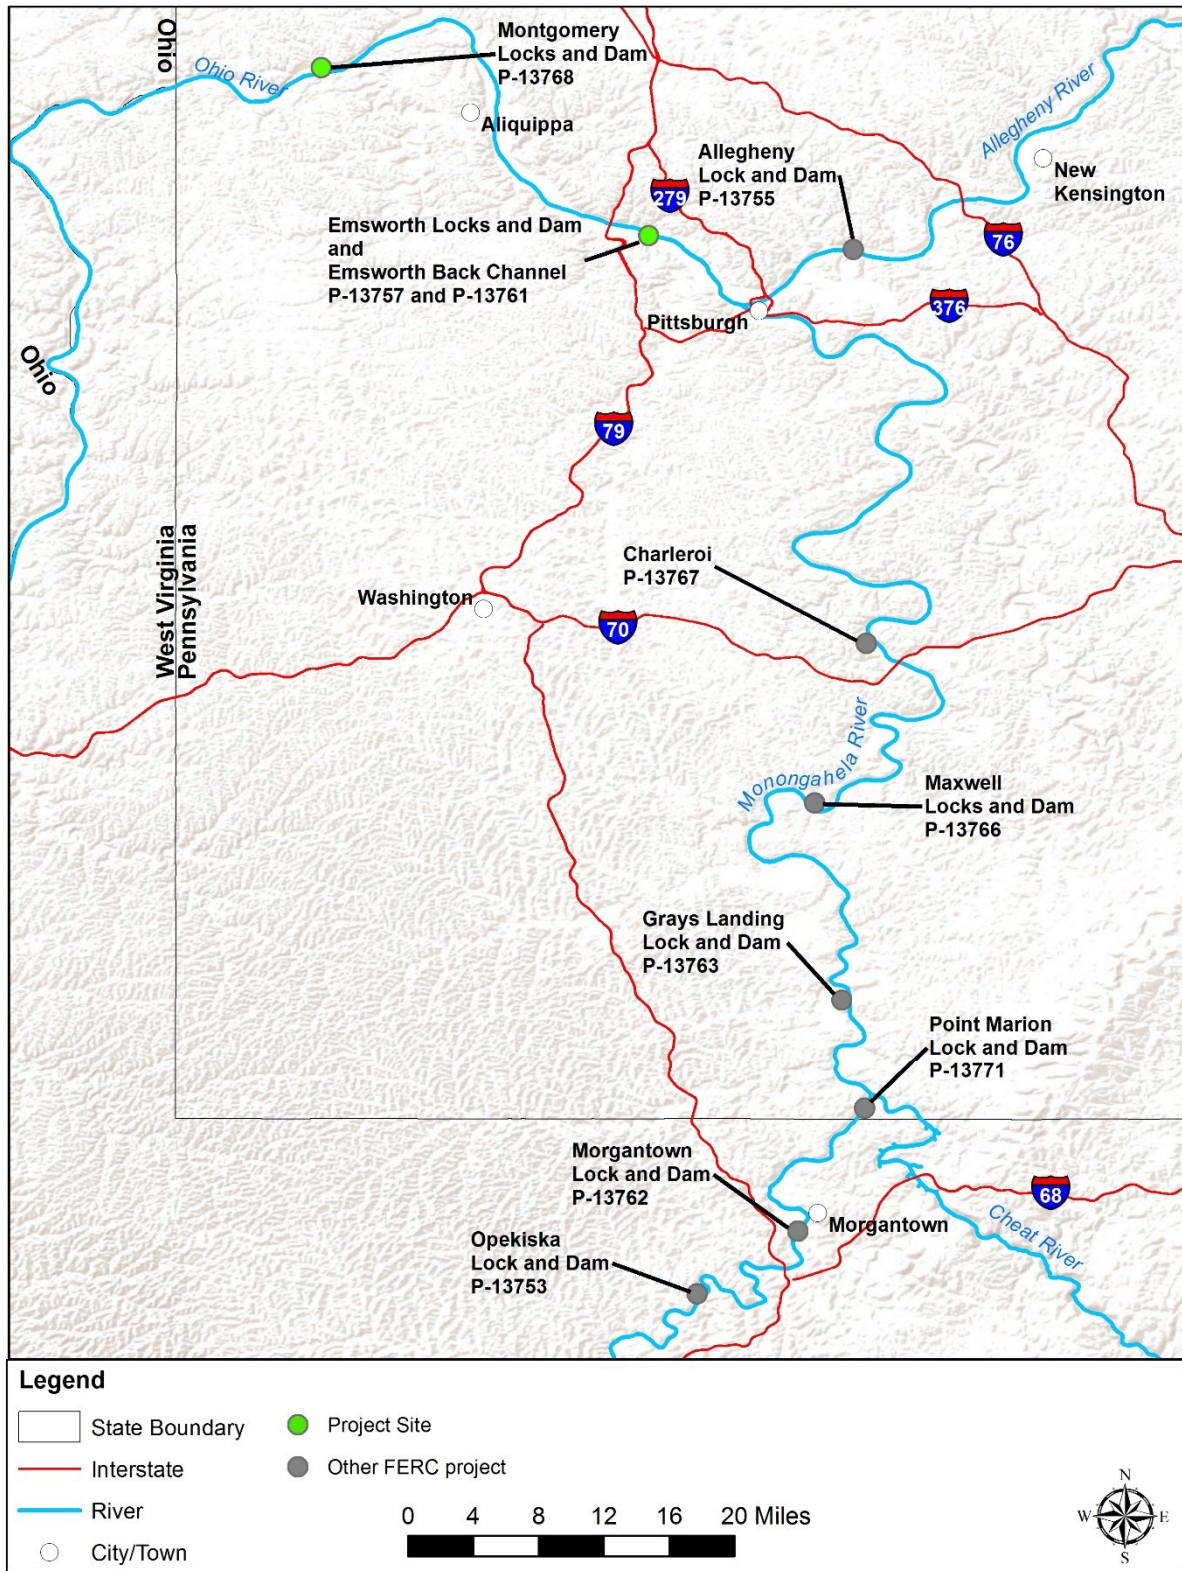 Ohio
Montgomery
Locks and Dam
P-13768
Ohio River
Aliquippa
Allegheny River
Allegheny
Lock and Dam
P-13755
New
Kensington
279
Emsworth Locks and Dam
and
Emsworth Back Channel
P-13757 and P-13761
76
376
Pittsburgh
Ohio
79
West Virginia
Pennsylvania
Charleroi
P-13767
Washington
70
Monongahela River
Maxwell
Locks and Dam
P-13766
Grays Landing
Lock and Dam
P-13763
Point Marion
Lock and Dam
P-13771
Morgantown
Lock and Dam
P-13762
68
Morgantown
Cheat River
Opekiska
Lock and Dam
P-13753
Legend
State Boundary
Project Site
Interstate
Other FERC project
River
City/Town
0 4 8 12 16 20 Miles
N
W E
S